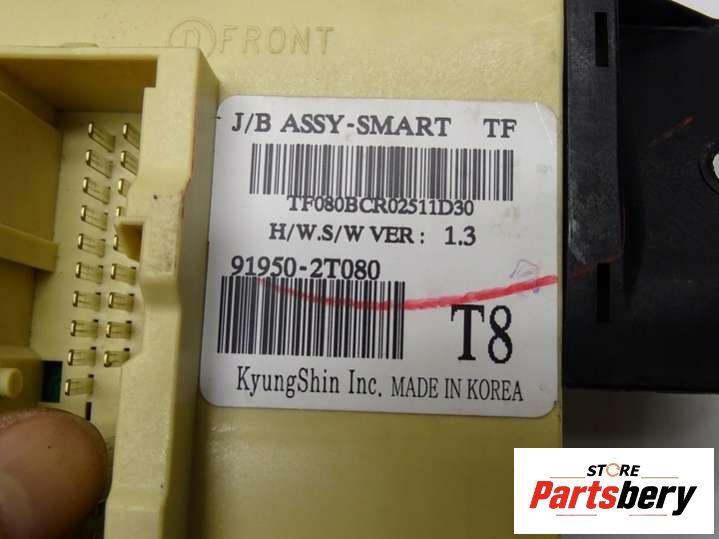 D FRONT
J/B ASSY-SMART TF
TF080BCR02511D30
H/W.S/W VER : 1.3
91950-2T080
T8
KyungShin Inc. MADE IN KOREA
STORE
Partsbery